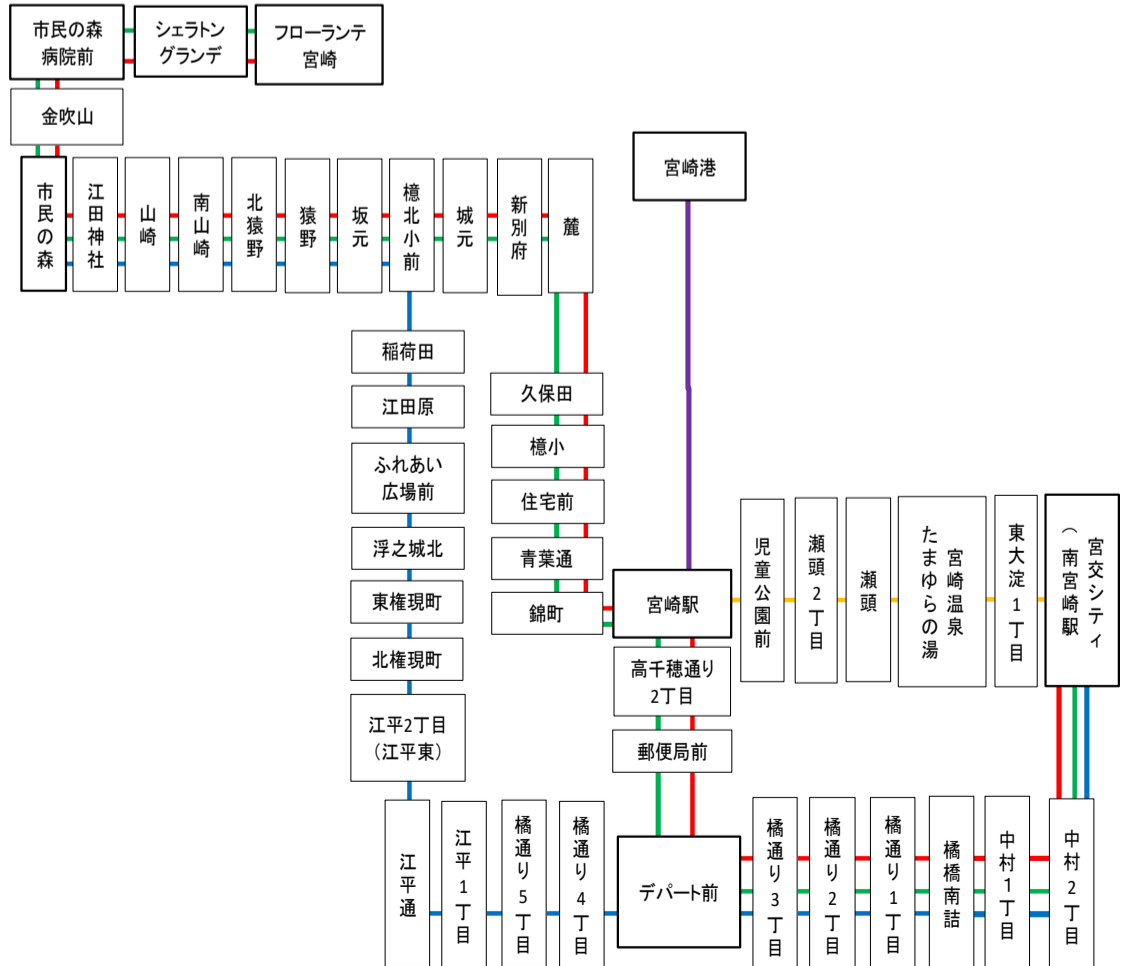 市民の森
病院前
シェラトン
グランデ
フローランテ
宮崎
金吹山
宮崎港
市民の森
江田神社
山崎
南山崎
北猿野
猿野
坂元
檍北小前
城元
新別府
麓
稲荷田
江田原
ふれあい
広場前
浮之城北
東権現町
北権現町
江平2丁目
（江平東）
久保田
檍小
住宅前
青葉通
錦町
宮崎駅
児童公園前
瀬頭2丁目
瀬頭
宮崎温泉
たまゆらの湯
東大淀1丁目
宮交シティ
（南宮崎駅
高千穂通り
2丁目
郵便局前
江平通
江平1丁目
橘通り5丁目
橘通り4丁目
デパート前
橘通り3丁目
橘通り2丁目
橘通り1丁目
橘橋南詰
中村1丁目
中村2丁目